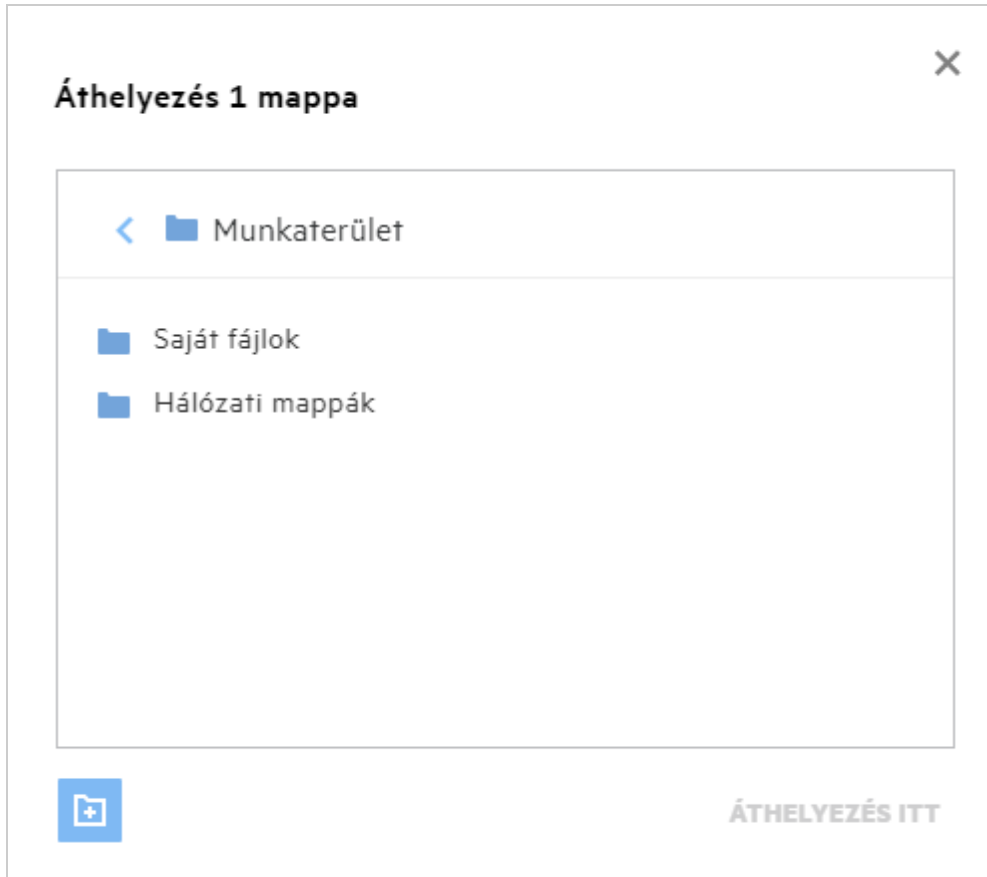 Áthelyezés 1 mappa
Munkaterület
Saját fájlok
Hálózati mappák
ÁTHELYEZÉS ITT